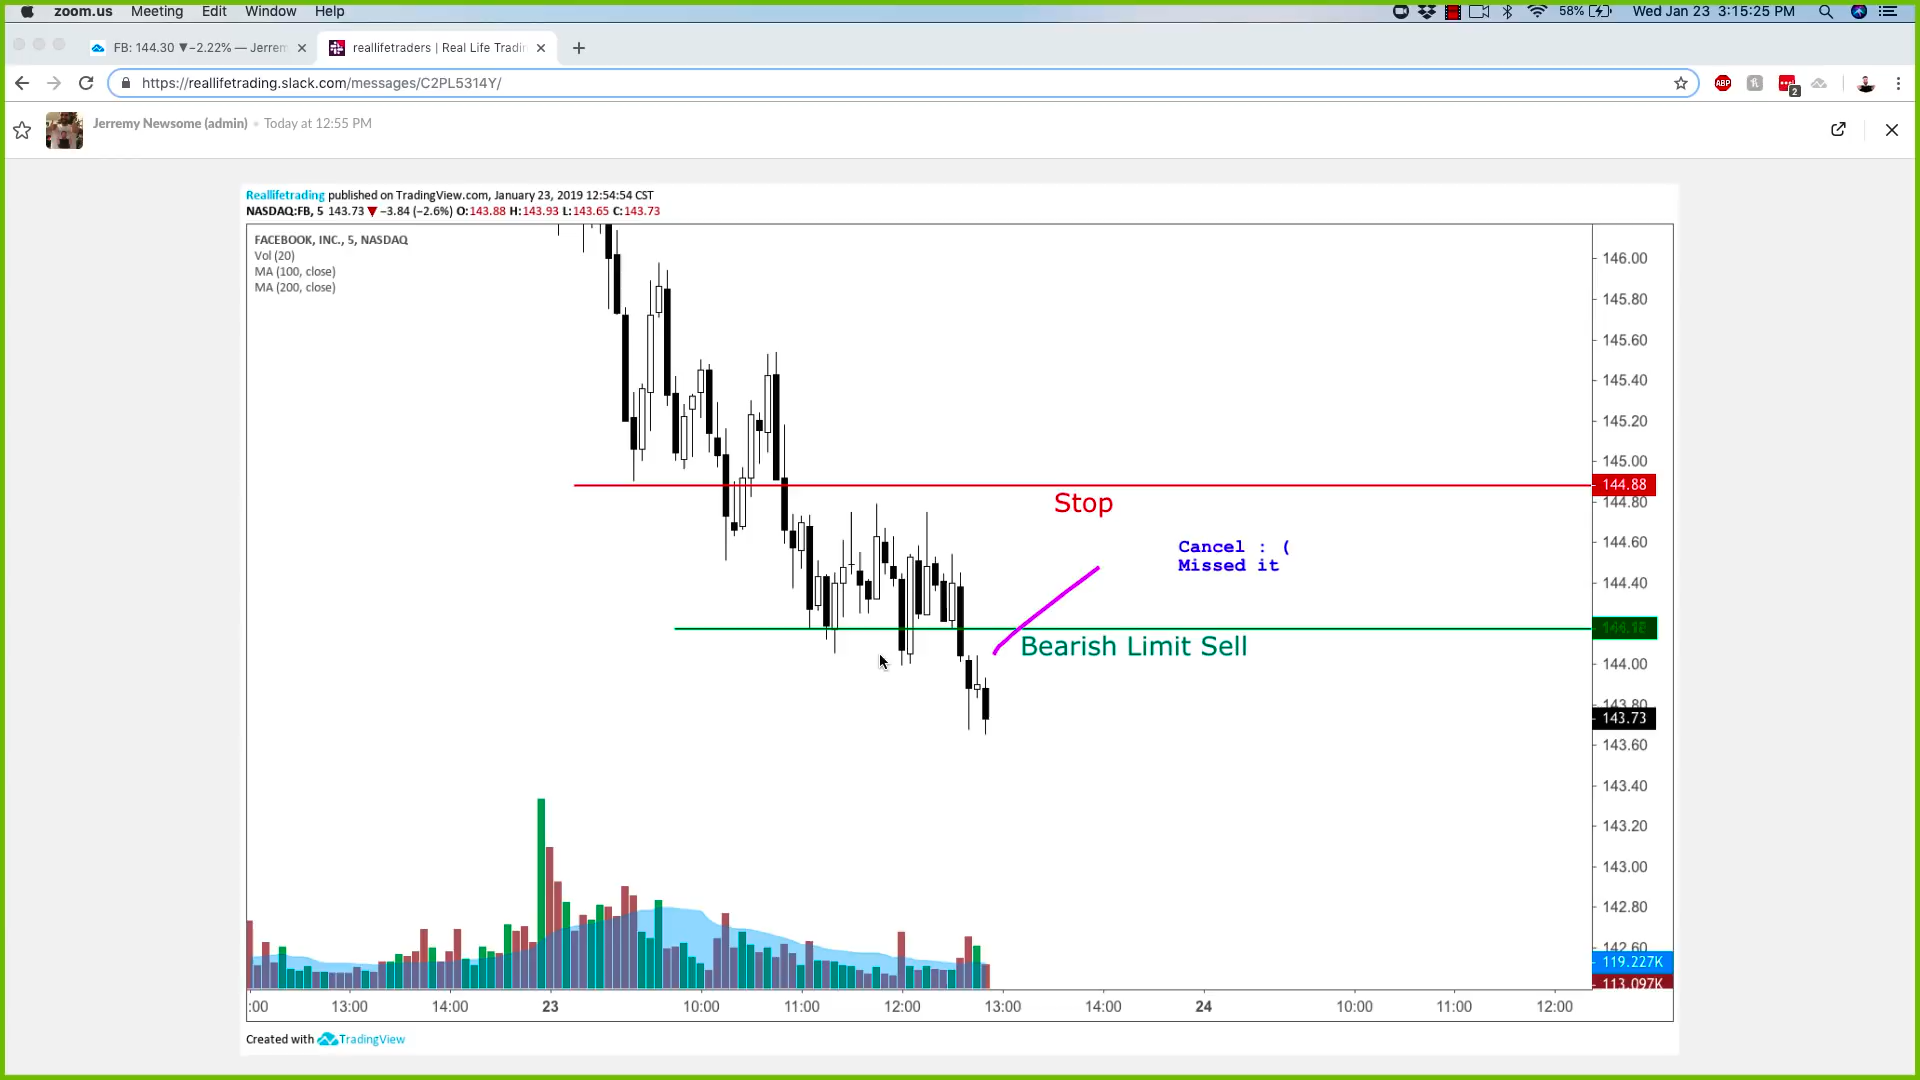 zoom.us Meeting Edit Window Help 58% Wed Jan 23 3:15:25 PM
FB: 144.30 ▼−2.22% — Jerrem reallifetraders | Real Life Tradin
https://reallifetrading.slack.com/messages/C2PL5314Y/
ABP 2
Jerremy Newsome (admin) • Today at 12:55 PM
Reallifetrading published on TradingView.com, January 23, 2019 12:54:54 CST
NASDAQ:FB, 5 143.73 ▼ −3.84 (−2.6%) O:143.88 H:143.93 L:143.65 C:143.73
FACEBOOK, INC., 5, NASDAQ
Vol (20)
MA (100, close)
MA (200, close)
146.00
145.80
145.60
145.40
145.20
145.00
144.88
Stop
144.80
Cancel : (
144.60
Missed it
144.40
Bearish Limit Sell
144.00
143.80
143.73
143.60
143.40
143.20
143.00
142.80
142.60
119.227K
113.097K
:00 13:00 14:00 23 10:00 11:00 12:00 13:00 14:00 24 10:00 11:00 12:00
Created with TradingView